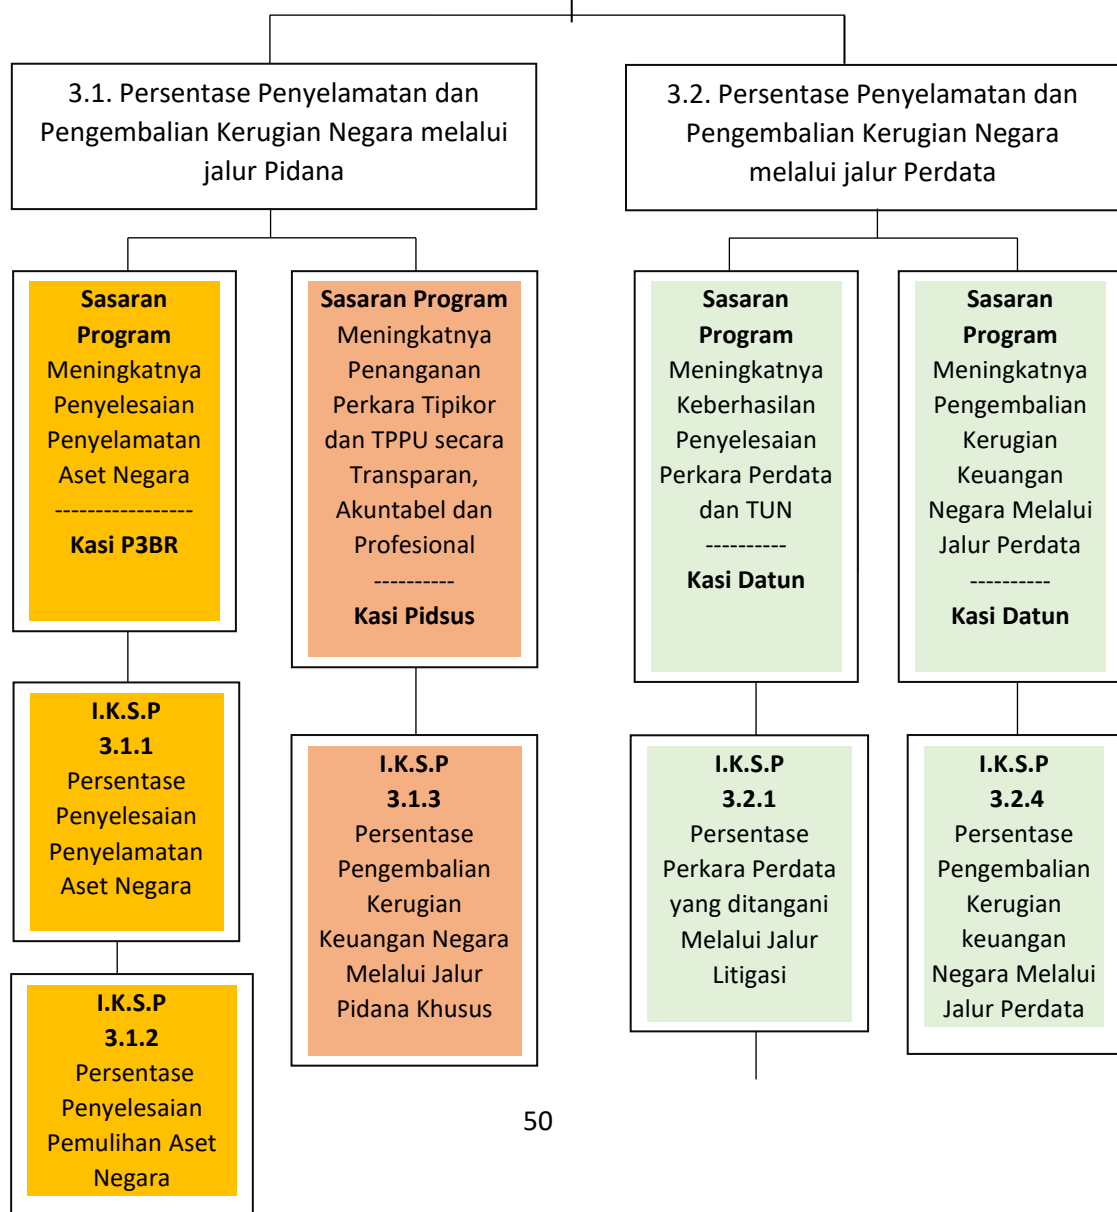 3.1. Persentase Penyelamatan dan
Pengembalian Kerugian Negara melalui
jalur Pidana
3.2. Persentase Penyelamatan dan
Pengembalian Kerugian Negara
melalui jalur Perdata
Sasaran
Program
Meningkatnya
Penyelesaian
Penyelamatan
Aset Negara
-----------------
Kasi P3BR
Sasaran Program
Meningkatnya
Penanganan
Perkara Tipikor
dan TPPU secara
Transparan,
Akuntabel dan
Profesional
----------
Kasi Pidsus
Sasaran
Program
Meningkatnya
Keberhasilan
Penyelesaian
Perkara Perdata
dan TUN
----------
Kasi Datun
Sasaran
Program
Meningkatnya
Pengembalian
Kerugian
Keuangan
Negara Melalui
Jalur Perdata
----------
Kasi Datun
I.K.S.P
3.1.1
Persentase
Penyelesaian
Penyelamatan
Aset Negara
I.K.S.P
3.1.2
Persentase
Penyelesaian
Pemulihan Aset
Negara
I.K.S.P
3.1.3
Persentase
Pengembalian
Kerugian
Keuangan Negara
Melalui Jalur
Pidana Khusus
I.K.S.P
3.2.1
Persentase
Perkara Perdata
yang ditangani
Melalui Jalur
Litigasi
I.K.S.P
3.2.4
Persentase
Pengembalian
Kerugian
keuangan
Negara Melalui
Jalur Perdata
50